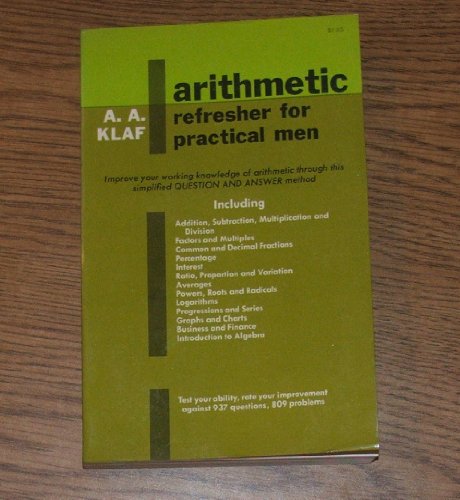 arithmetic
refresher for
practical men
A. A.
KLAF
Improve your working knowledge of arithmetic through this
simplified QUESTION AND ANSWER method
Including
Addition, Subtraction, Multiplication and
Division
Factors and Multiples
Common and Decimal Fractions
Percentage
Interest
Ratio, Proportion and Variation
Averages
Powers, Roots and Radicals
Logarithms
Progressions and Series
Graphs and Charts
Business and Finance
Introduction to Algebra
Test your ability, rate your improvement
against 937 questions, 809 problems